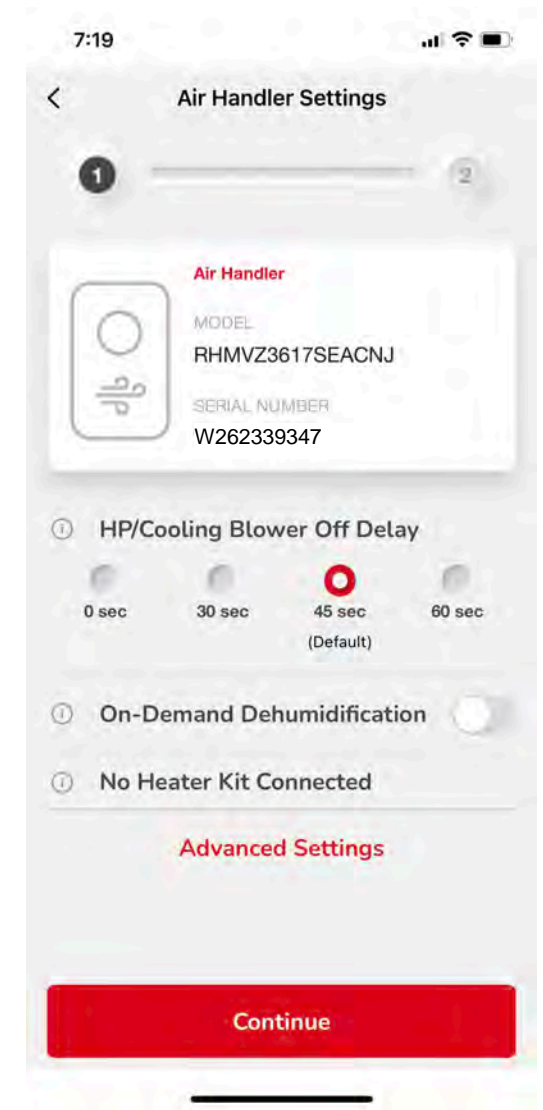 7:19
Air Handler Settings
1 2
Air Handler
MODEL
RHMVZ3617SEACNJ
SERIAL NUMBER
W262339347
HP/Cooling Blower Off Delay
0 sec 30 sec 45 sec 60 sec
(Default)
On-Demand Dehumidification
No Heater Kit Connected
Advanced Settings
Continue